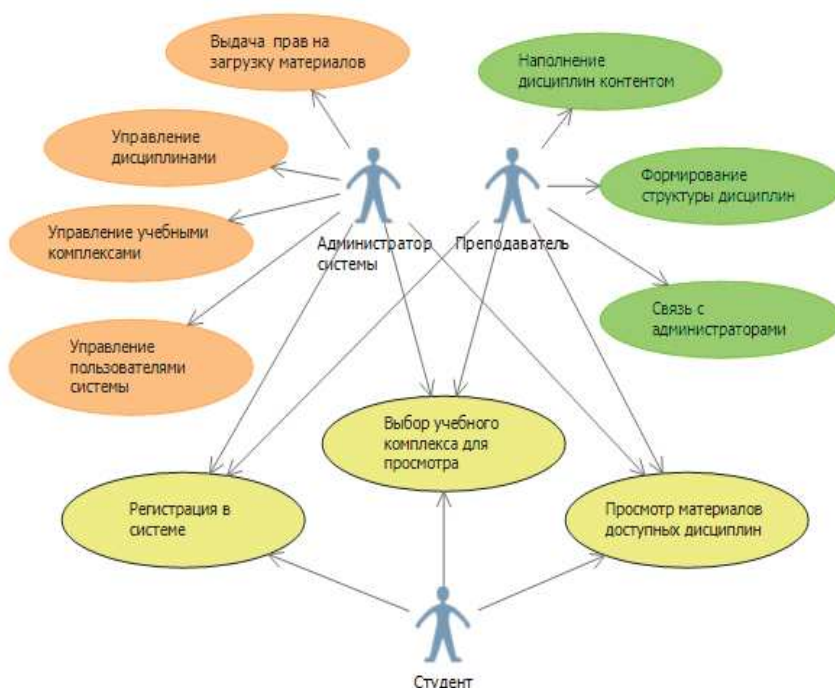 Выдача прав на
загрузку материалов
Наполнение
дисциплин контентом
Управление
дисциплинами
Формирование
структуры дисциплин
Управление учебными
комплексами
Администратор
системы
Преподаватель
Связь с
администраторами
Управление
пользователями
системы
Выбор учебного
комплекса для
просмотра
Регистрация в
системе
Просмотр материалов
доступных дисциплин
Студент